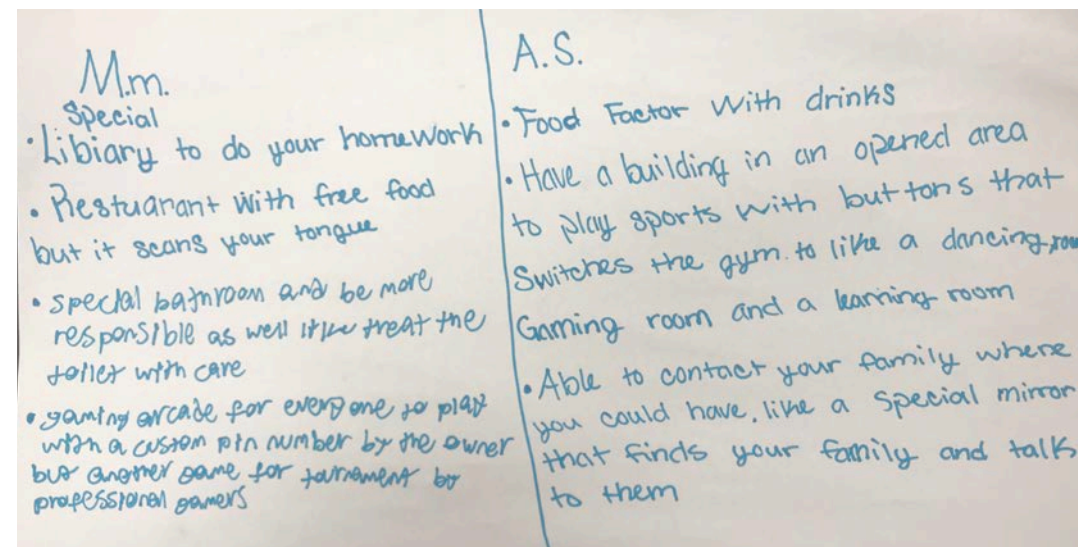 M.m.
Special
• Libiary to do your homework
• Restuarant with free food
but it scans your tongue
• special bathroom and be more
responsible as well like treat the
toilet with care
• gaming arcade for everyone to play
with a custom pin number by the owner
but another game for tournament by
professional gamers
A.S.
• Food Factor With drinks
• Have a building in an opened area
to play sports with buttons that
Switches the gym. to like a dancing
Gaming room and a learning room
• Able to contact your family where
you could have, like a special mirror
that finds your family and talks
to them